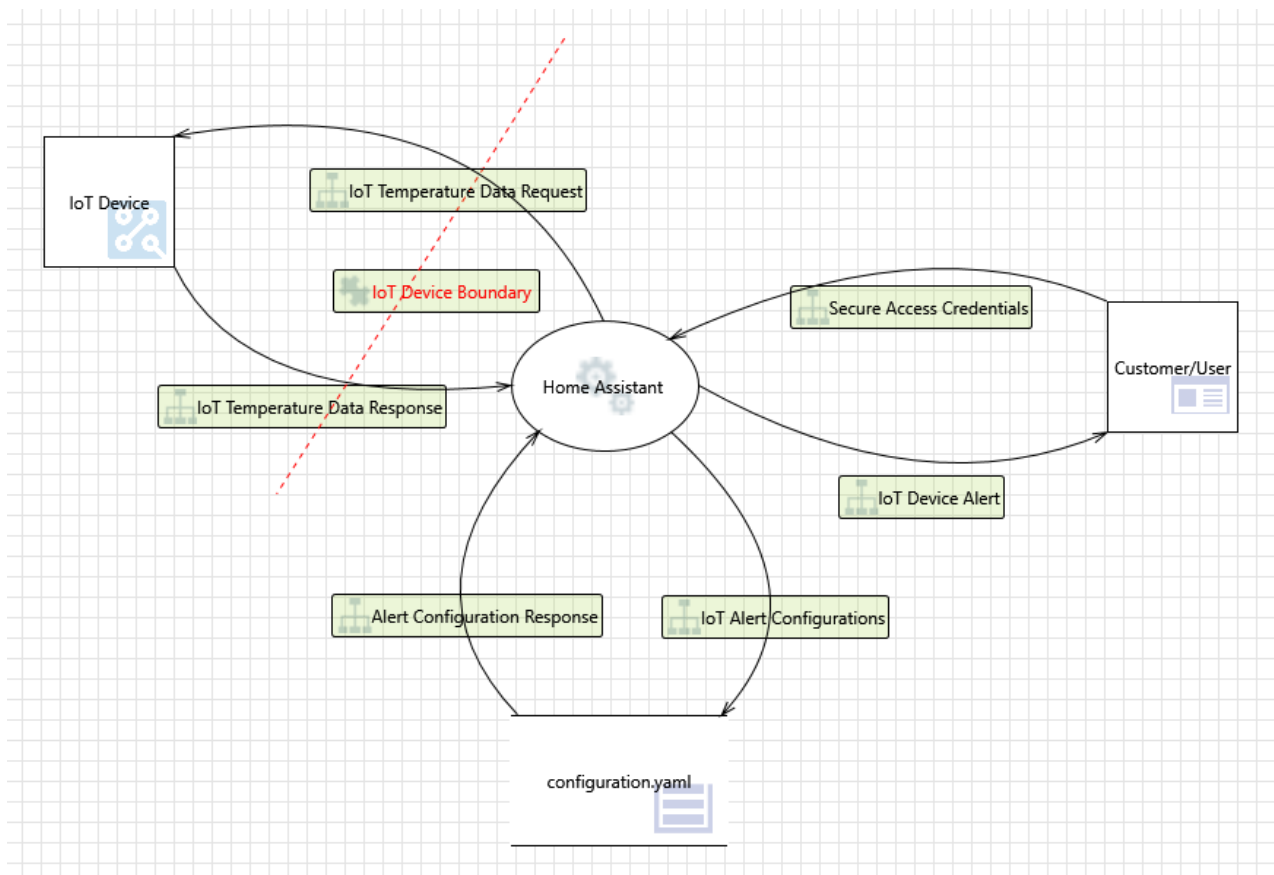 IoT Temperature Data Request
IoT Device
IoT Device Boundary
Secure Access Credentials
Customer/User
Home Assistant
IoT Temperature Data Response
IoT Device Alert
Alert Configuration Response
IoT Alert Configurations
configuration.yaml